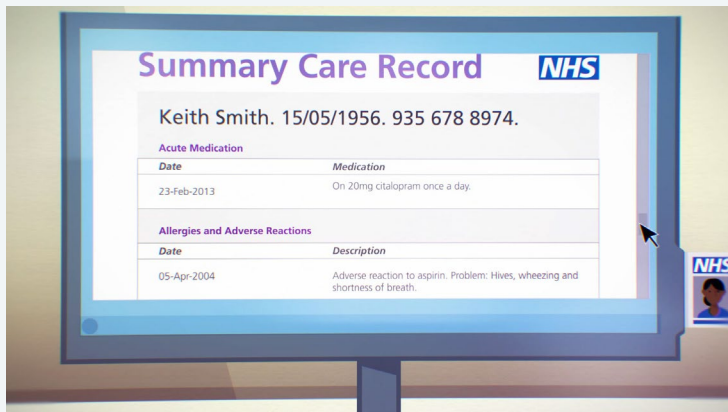 Summary Care Record NHS
Keith Smith. 15/05/1956. 935 678 8974.
Acute Medication
Date Medication
23-Feb-2013 On 20mg citalopram once a day.
Allergies and Adverse Reactions
Date Description
05-Apr-2004 Adverse reaction to aspirin. Problem: Hives, wheezing and
shortness of breath.
NHS